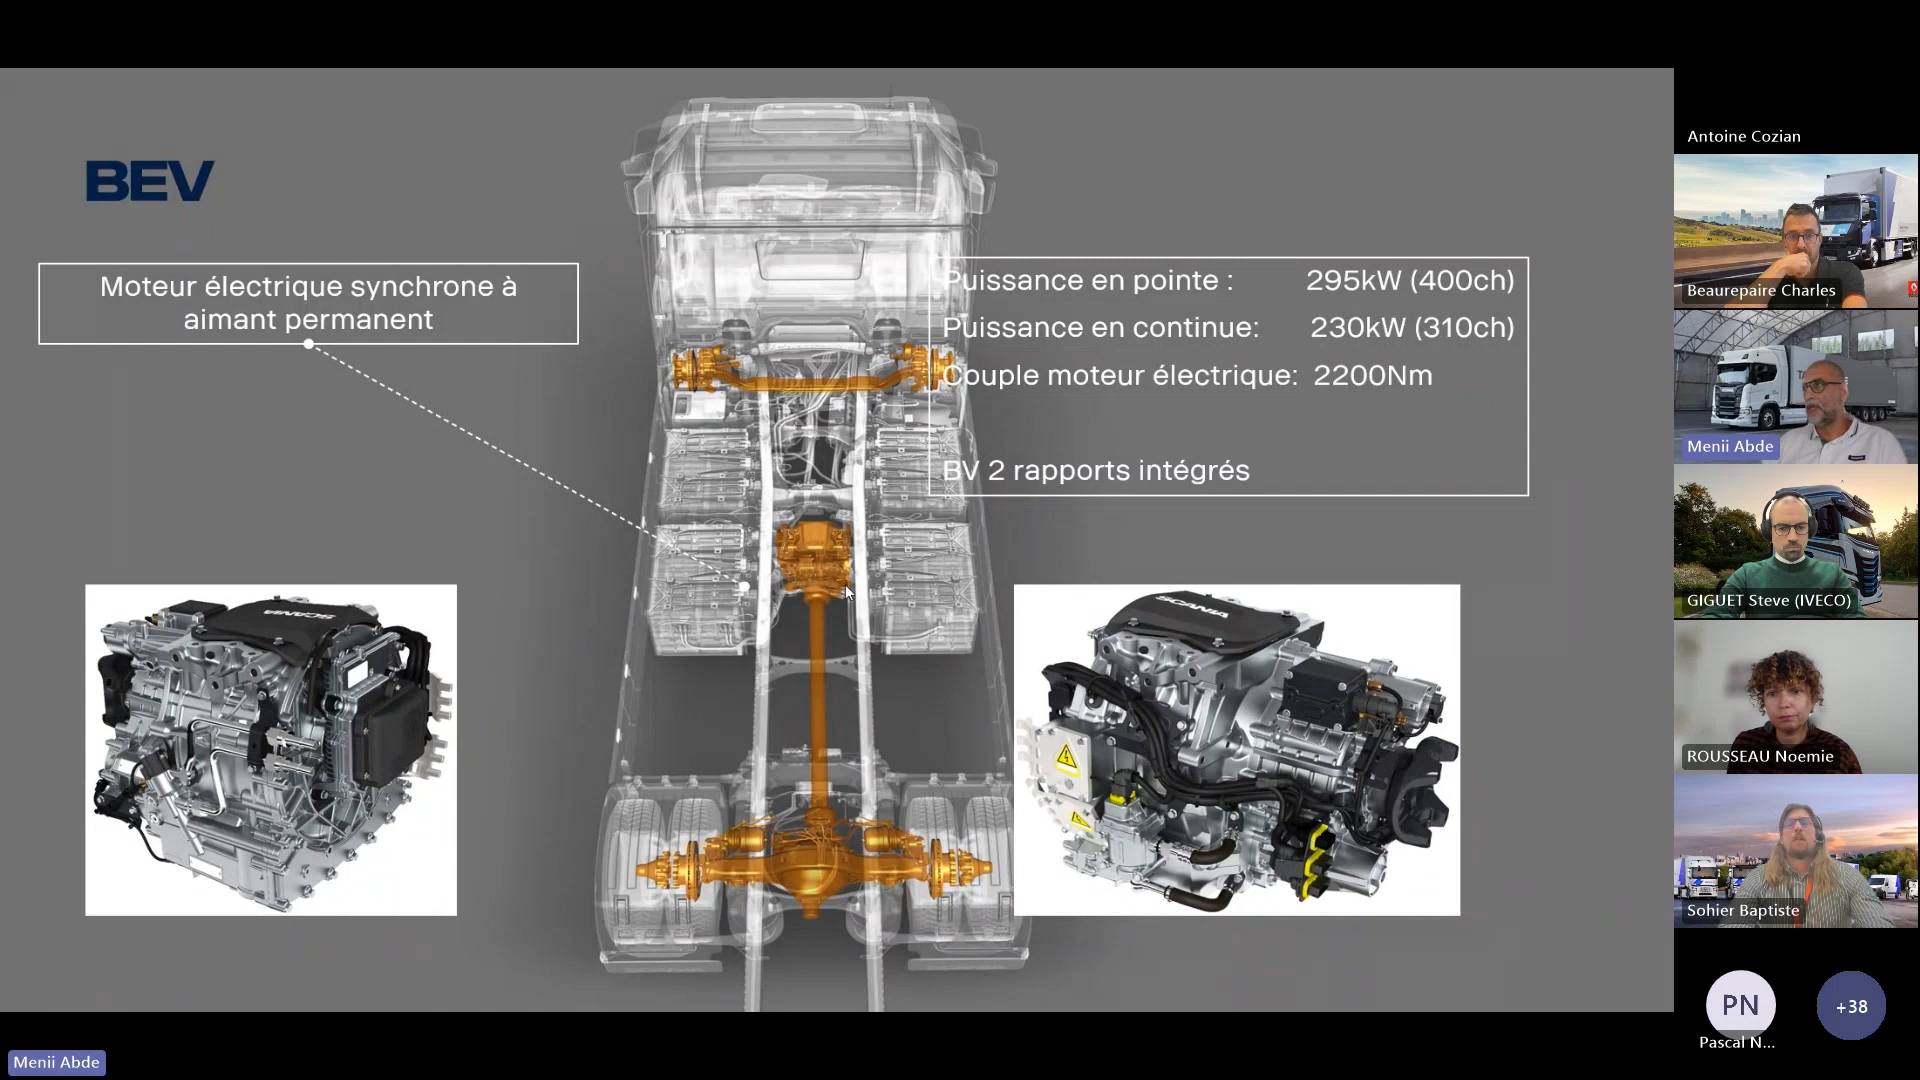 BEV
Moteur électrique synchrone à
aimant permanent
Puissance en pointe : 295kW (400ch)
Puissance en continue: 230kW (310ch)
Couple moteur électrique: 2200Nm
BV 2 rapports intégrés
SCANIA
SCANIA
Antoine Cozian
Beaurepaire Charles
Menii Abde
GIGUET Steve (IVECO)
ROUSSEAU Noemie
Sohier Baptiste
PN
+38
Pascal N...
Menii Abde